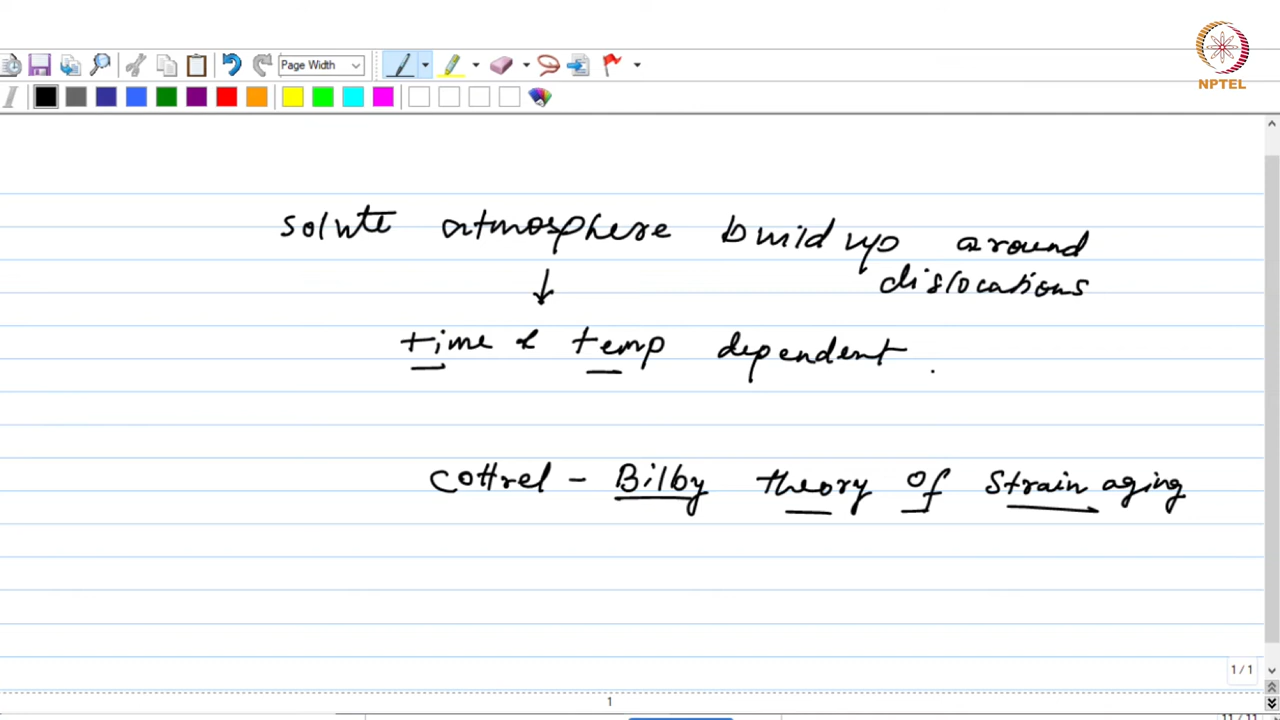 NPTEL
Page Width
solute atmosphere build up around
dislocations
↓
time & temp dependent .
Cottrel - Bilby theory of Strain aging
1 / 1
1